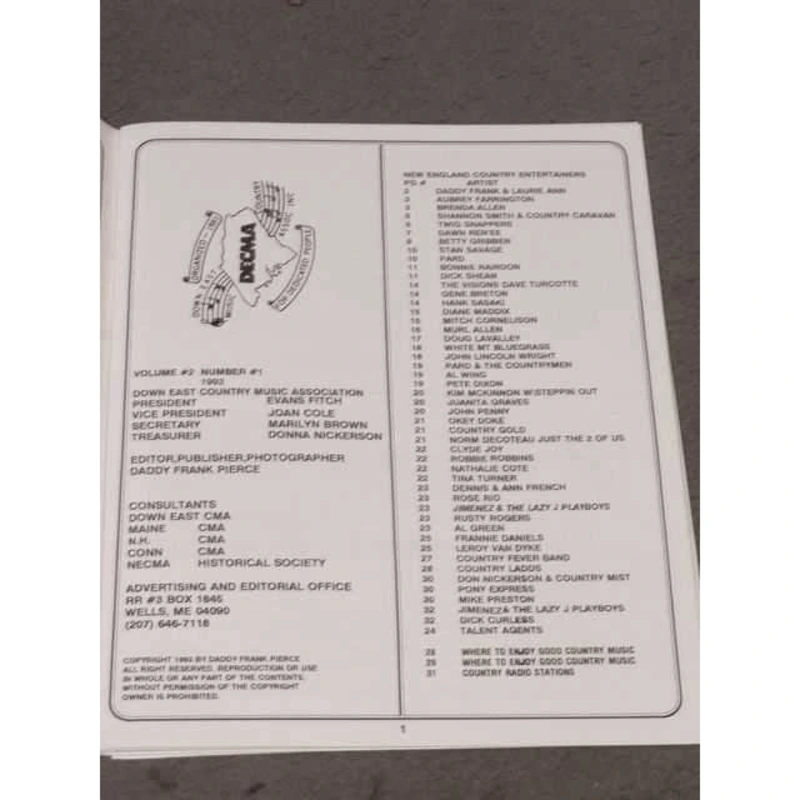 DOWN EAST COUNTRY
MUSIC ASSOC. INC.
ORGANIZED
DECMA
OF DEDICATED PEOPLE
VOLUME #2 NUMBER #1
DOWN EAST COUNTRY MUSIC ASSOCIATION
PRESIDENT EVANS FITCH
VICE PRESIDENT JOAN COLE
SECRETARY MARILYN BROWN
TREASURER DONNA NICKERSON
EDITOR,PUBLISHER,PHOTOGRAPHER
DADDY FRANK PIERCE
CONSULTANTS
DOWN EAST CMA
MAINE CMA
N.H. CMA
CONN CMA
NECMA HISTORICAL SOCIETY
ADVERTISING AND EDITORIAL OFFICE
RR #3 BOX 1845
WELLS, ME 04090
(207) 646-7118
COPYRIGHT BY DADDY FRANK PIERCE
ALL RIGHT RESERVED. REPRODUCTION OR USE
IN WHOLE OR ANY PART OF THE CONTENTS,
WITHOUT PERMISSION OF THE COPYRIGHT
OWNER IS PROHIBITED.
NEW ENGLAND COUNTRY ENTERTAINERS
PG # ARTIST
DADDY FRANK & LAURIE ANN
AUBREY FARRINGTON
BRENDA ALLEN
SHANNON SMITH & COUNTRY CARAVAN
TWIG SNAPPERS
7 DAWN REN'EE
BETTY GRIBBEN
10 STAN SAVAGE
10 PARD
11 BONNIE
11 DICK SHEAR
14 THE VISIONS DAVE TURCOTTE
14 GENE BRETON
14 HANK SASAKI
15 DIANE MADDIX
15 MITCH CORNELISON
16 MURL ALLEN
17 DOUG LAVALLEY
18 WHITE MT BLUEGRASS
18 JOHN LINCOLN WRIGHT
19 PARD & THE COUNTRYMEN
19 AL WING
19 PETE DIXON
20 KIM MCKINNON W/STEPPIN OUT
20 JUANITA GRAVES
20 JOHN PENNY
21 OKEY DOKE
21 COUNTRY GOLD
21 NORM DECOTEAU JUST THE 2 OF US
22 CLYDE JOY
22 ROBBIE ROBBINS
22 NATHALIE COTE
22 TINA TURNER
23 DENNIS & ANN FRENCH
23 ROSE RIO
23 JIMENEZ & THE LAZY J PLAYBOYS
23 RUSTY ROGERS
23 AL GREEN
25 FRANNIE DANIELS
25 LEROY VAN DYKE
27 COUNTRY FEVER BAND
28 COUNTRY LADDS
30 DON NICKERSON & COUNTRY MIST
30 PONY EXPRESS
30 MIKE PRESTON
32 JIMENEZ & THE LAZY J PLAYBOYS
32 DICK CURLESS
24 TALENT AGENTS
28 WHERE TO ENJOY GOOD COUNTRY MUSIC
29 WHERE TO ENJOY GOOD COUNTRY MUSIC
31 COUNTRY RADIO STATIONS
1